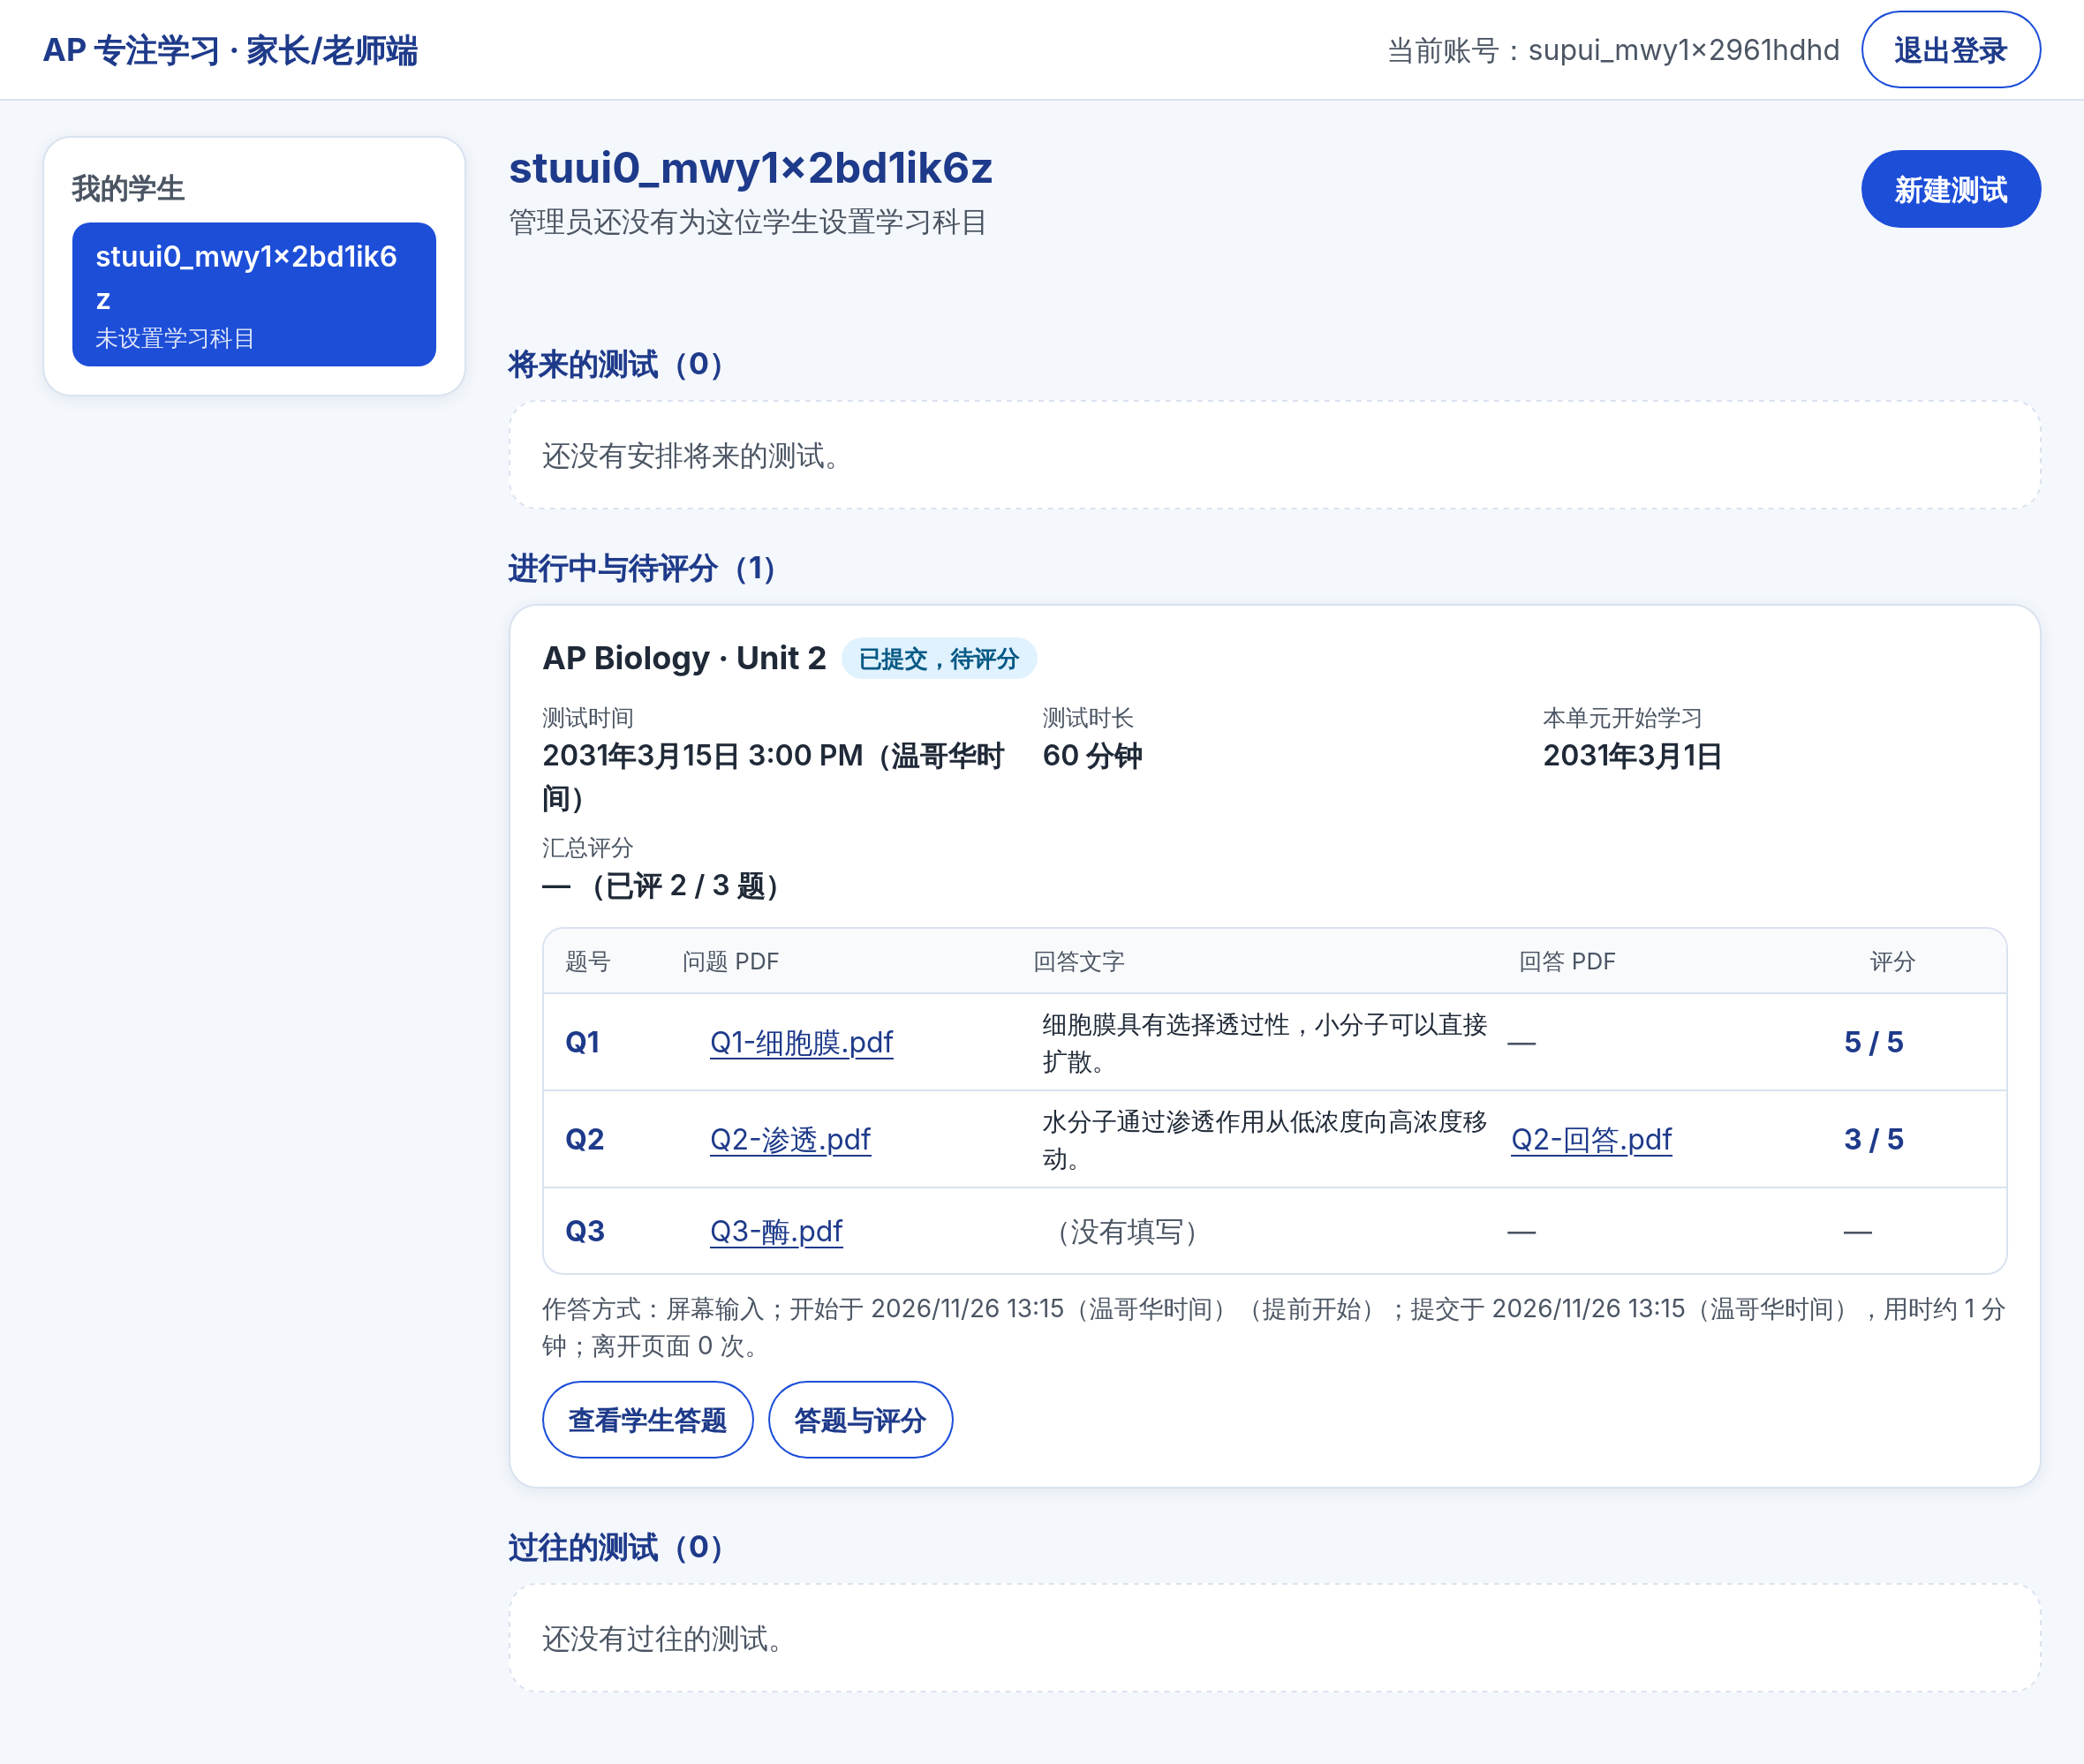 AP 专注学习 · 家长/老师端
当前账号：supui_mwy1x2961hdhd
退出登录
我的学生
stuui0_mwy1x2bd1ik6
z
未设置学习科目
stuui0_mwy1x2bd1ik6z
管理员还没有为这位学生设置学习科目
新建测试
将来的测试（0）
还没有安排将来的测试。
进行中与待评分（1）
AP Biology · Unit 2 已提交，待评分
测试时间 测试时长 本单元开始学习
2031年3月15日 3:00 PM（温哥华时 60 分钟 2031年3月1日
间）
汇总评分
— （已评 2 / 3 题）
题号 问题 PDF 回答文字 回答 PDF 评分
Q1 Q1-细胞膜.pdf 细胞膜具有选择透过性，小分子可以直接 — 5 / 5
扩散。
Q2 Q2-渗透.pdf 水分子通过渗透作用从低浓度向高浓度移 Q2-回答.pdf 3 / 5
动。
Q3 Q3-酶.pdf （没有填写） — —
作答方式：屏幕输入；开始于 2026/11/26 13:15（温哥华时间）（提前开始）；提交于 2026/11/26 13:15（温哥华时间），用时约 1 分
钟；离开页面 0 次。
查看学生答题 答题与评分
过往的测试（0）
还没有过往的测试。